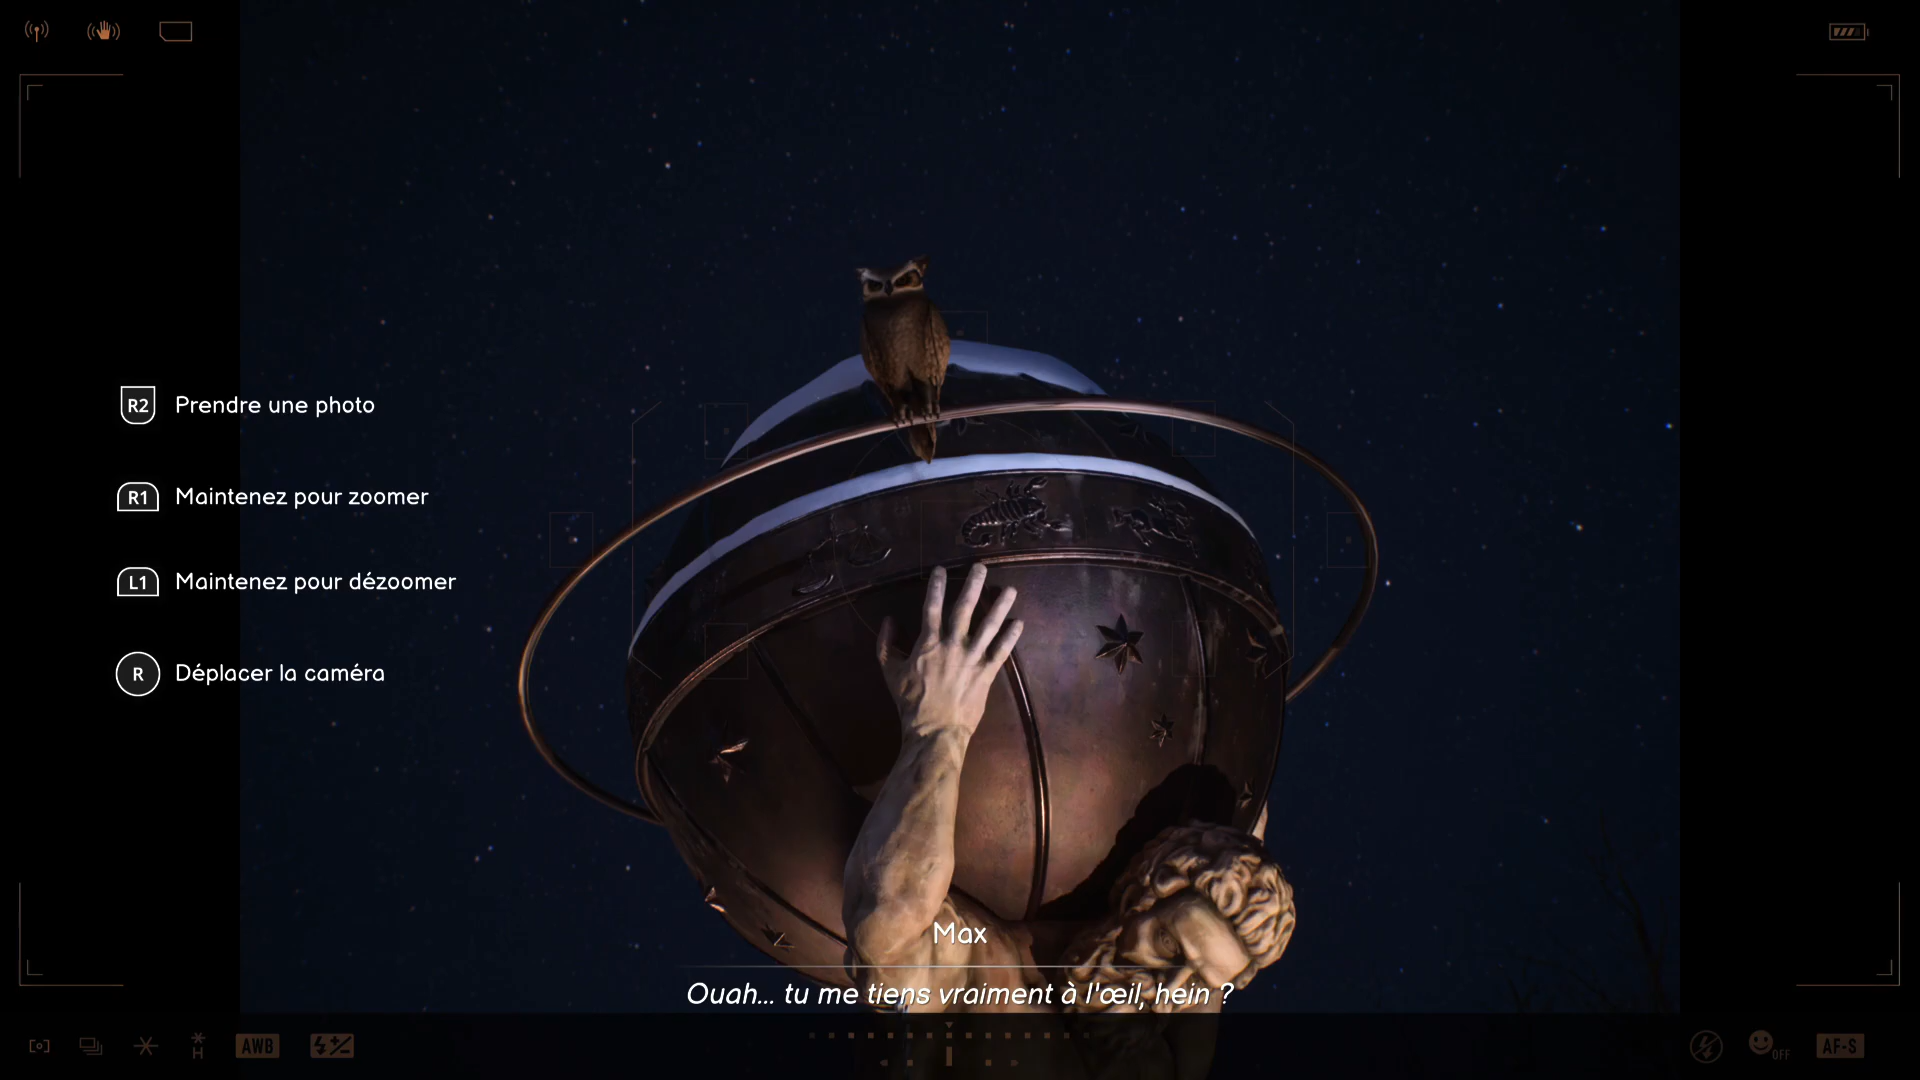 R2 Prendre une photo
R1 Maintenez pour zoomer
L1 Maintenez pour dézoomer
R Déplacer la caméra
Max
Ouah... tu me tiens vraiment à l'œil, hein ?
H AWB
OFF AF-S